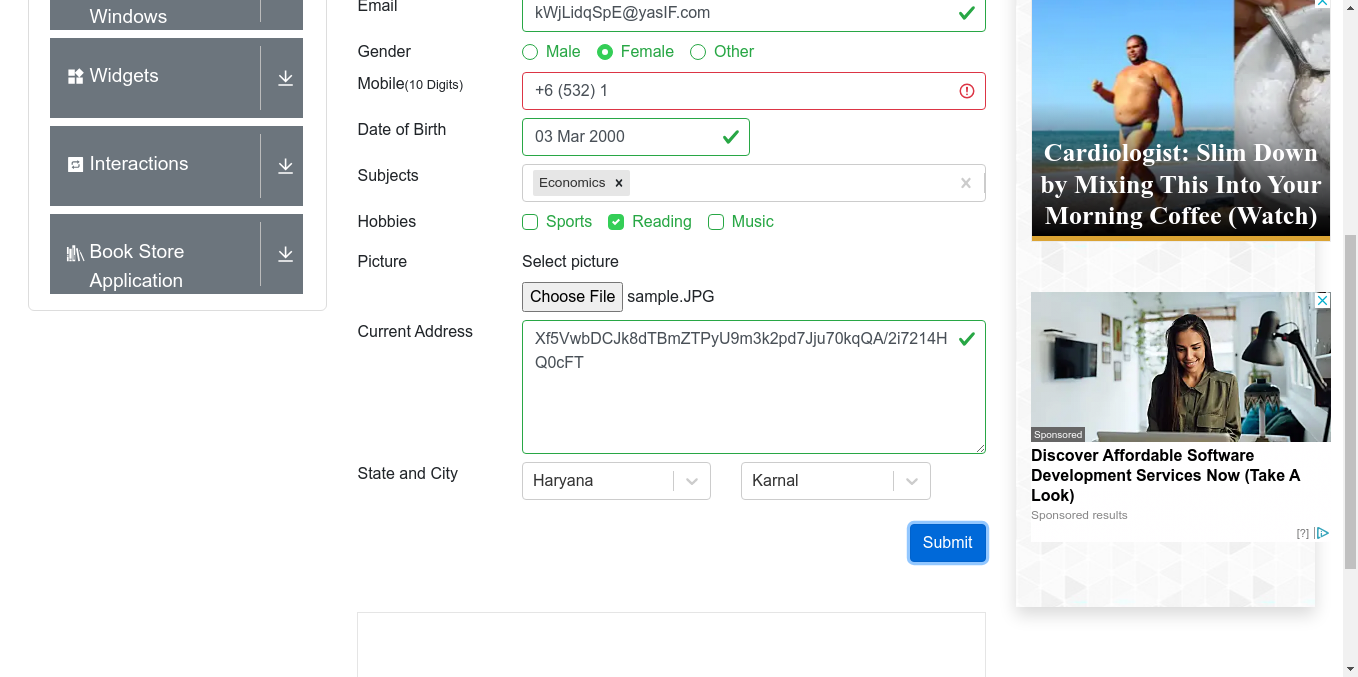 Windows
Widgets
Interactions
Book Store
Application
Email
kWjLidqSpE@yasIF.com
Gender
Male Female Other
Mobile(10 Digits)
+6 (532) 1
Date of Birth
03 Mar 2000
Subjects
Economics
Hobbies
Sports Reading Music
Picture
Select picture
Choose File sample.JPG
Current Address
Xf5VwbDCJk8dTBmZTPyU9m3k2pd7Jju70kqQA/2i7214H
Q0cFT
State and City
Haryana
Karnal
Submit
Cardiologist: Slim Down
by Mixing This Into Your
Morning Coffee (Watch)
Sponsored
Discover Affordable Software
Development Services Now (Take A
Look)
Sponsored results
[?]